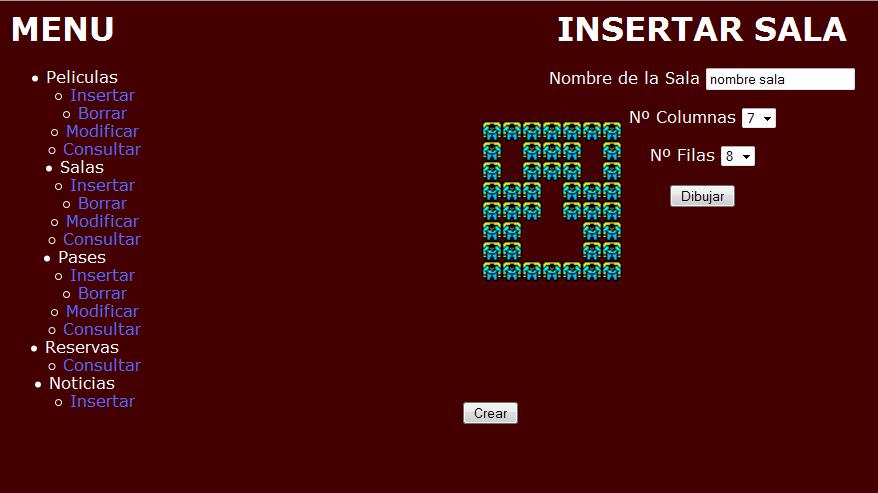 MENU
Peliculas
Insertar
Borrar
Modificar
Consultar
Salas
Insertar
Borrar
Modificar
Consultar
Pases
Insertar
Borrar
Modificar
Consultar
Reservas
Consultar
Noticias
Insertar
INSERTAR SALA
Nombre de la Sala nombre sala
Nº Columnas 7
Nº Filas 8
Dibujar
Crear